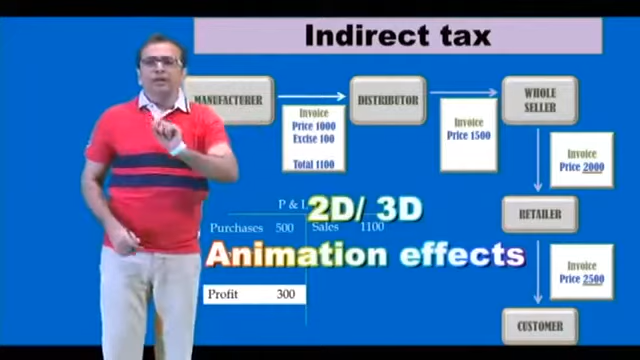 Indirect tax
MANUFACTURER
DISTRIBUTOR
WHOLE
SELLER
Invoice
Price 1000
Excise 100
Total 1100
Invoice
Price 1500
Invoice
Price 2000
RETAILER
Invoice
Price 2500
CUSTOMER
P & L
Purchases 500 Sales 1100
Profit 300
2D/ 3D
Animation effects